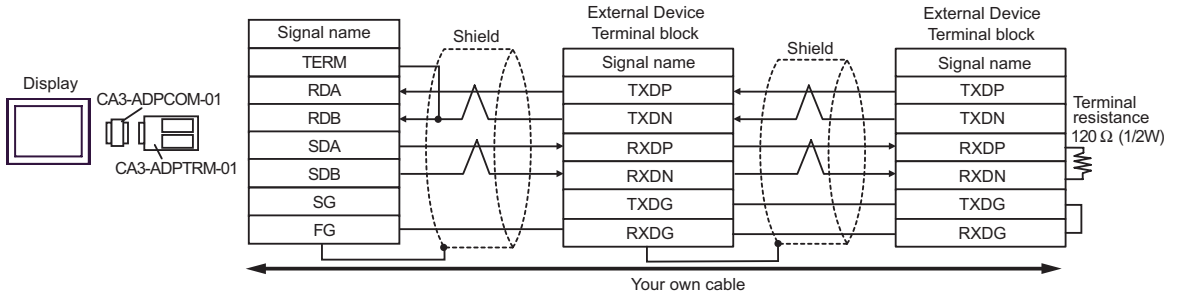 Display
CA3-ADPCOM-01
CA3-ADPTRM-01
Signal name
TERM
RDA
RDB
SDA
SDB
SG
FG
Shield
External Device
Terminal block
Signal name
TXDP
TXDN
RXDP
RXDN
TXDG
RXDG
Shield
External Device
Terminal block
Signal name
TXDP
TXDN
RXDP
RXDN
TXDG
RXDG
Terminal
resistance
120 Ω (1/2W)
Your own cable